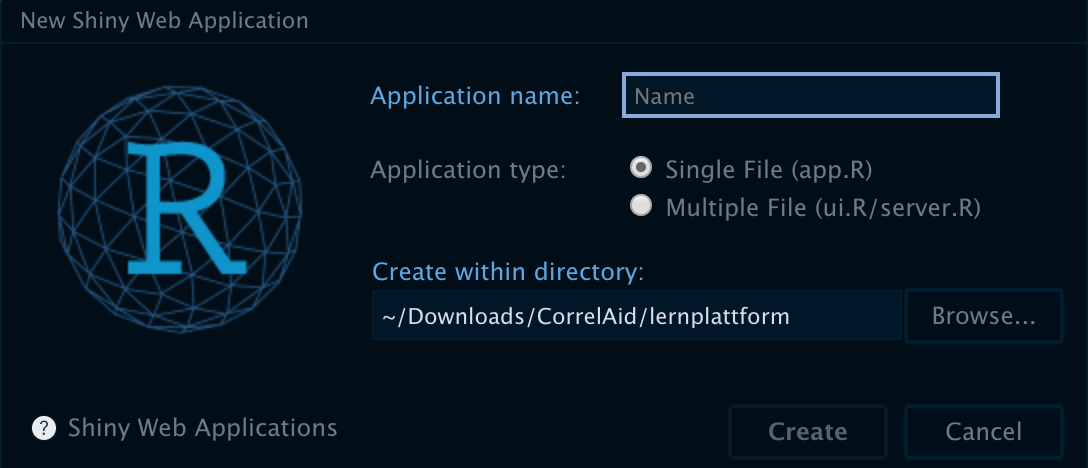 New Shiny Web Application
R
Application name: Name
Application type: Single File (app.R)
Multiple File (ui.R/server.R)
Create within directory:
~/Downloads/CorrelAid/lernplattform Browse...
? Shiny Web Applications Create Cancel